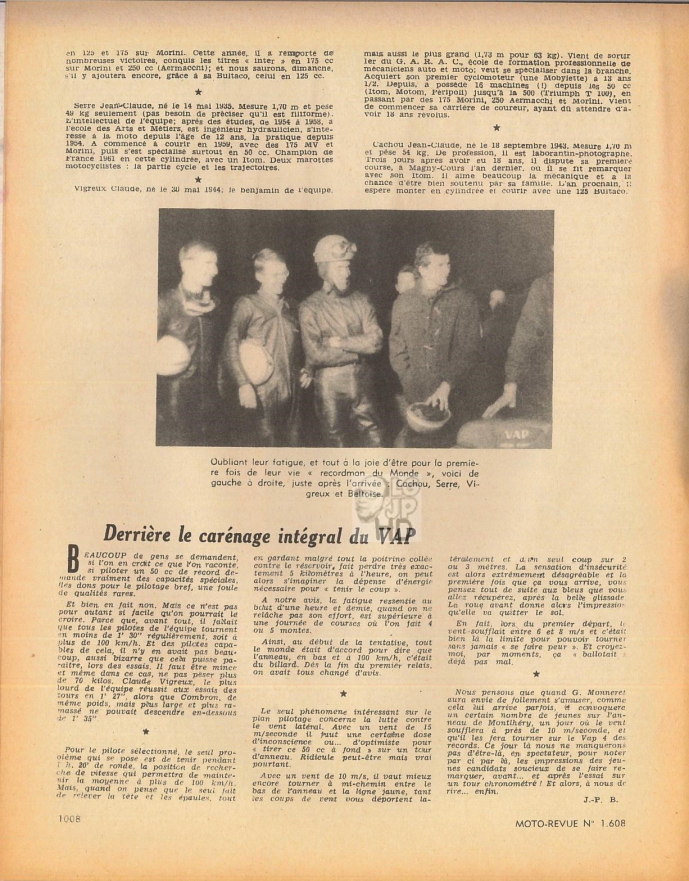 en 125 et 175 sur Morini. Cette année, il a remporté de
nombreuses victoires, conquis les titres « inter » en 175 cc
sur Morini et 250 cc (Aermacchi); et nous saurons, dimanche,
s'il y ajoutera encore, grâce à sa Bultaco, celui en 125 cc.
★
Serre Jean-Claude, né le 14 mai 1935. Mesure 1,70 m et pèse
49 kg seulement (pas besoin de préciser qu'il est filiforme).
L'intellectuel de l'équipe; après des études, de 1954 à 1958, à
l'école des Arts et Métiers, est ingénieur hydraulicien, s'inté-
resse à la moto depuis l'âge de 12 ans, la pratique depuis
1954. A commencé à courir en 1959, avec des 175 MV et
Morini, puis s'est spécialisé surtout en 50 cc. Champion de
France 1961 en cette cylindrée, avec un Itom. Deux marottes
motocyclistes : la partie cycle et les trajectoires.
★
Vigreux Claude, né le 30 mai 1944; le benjamin de l'équipe,
mais aussi le plus grand (1,73 m pour 63 kg). Vient de sortir
1er du G. A. R. A. C., école de formation professionnelle de
mécaniciens auto et moto; veut se spécialiser dans la branche.
Acquiert son premier cyclomoteur (une Mobylette) à 13 ans
1/2. Depuis, a possédé 16 machines (!) depuis les 50 cc
(Itom, Motom, Peripoli) jusqu'à la 500 (Triumph T 100), en
passant par des 175 Morini, 250 Aermacchi et Morini. Vient
de commencer sa carrière de coureur, ayant dû attendre d'a-
voir 18 ans révolus.
★
Cachou Jean-Claude, né le 18 septembre 1943. Mesure 1,70 m
et pèse 54 kg. De profession, il est laborantin-photographe.
Trois jours après avoir eu 18 ans, il dispute sa première
course, à Magny-Cours l'an dernier, où il se fit remarquer
avec son Itom. Il aime beaucoup la mécanique et a la
chance d'être bien soutenu par sa famille. L'an prochain, il
espère monter en cylindrée et courir avec une 125 Bultaco.
VAP
Oubliant leur fatigue, et tout à la joie d'être pour la premiè-
re fois de leur vie « recordman du Monde », voici de
gauche à droite, juste après l'arrivée : Cachou, Serre, Vi-
greux et Beltoise.
Derrière le carénage intégral du VAP
BEAUCOUP de gens se demandent,
si l'on en croit ce que l'on raconte,
si piloter un 50 cc de record de-
mande vraiment des capacités spéciales,
des dons pour le pilotage bref, une foule
de qualités rares.
Et bien en fait non. Mais ce n'est pas
pour autant si facile qu'on pourrait le
croire. Parce que, avant tout, il fallait
que tous les pilotes de l'équipe tournent
en moins de 1' 30" régulièrement, soit à
plus de 100 km/h. Et des pilotes capa-
bles de cela, il n'y en avait pas beau-
coup, aussi bizarre que cela puisse pa-
raître, lors des essais. Il faut être mince
et même dans ce cas, ne pas peser plus
de 70 kilos. Claude Vigreux, le plus
lourd de l'équipe réussit aux essais des
tours en 1' 27", alors que Combron, de
même poids, mais plus large et plus ra-
massé ne pouvait descendre en-dessous
de 1' 35"
★
Pour le pilote sélectionné, le seul pro-
blème qui se pose est de tenir pendant
1 h. 20' de ronde, la position de recher-
che de vitesse qui permettra de mainte-
nir la moyenne à plus de 100 km/h.
Mais, quand on pense que le seul fait
de relever la tête et les épaules, tout
en gardant malgré tout la poitrine collée
contre le réservoir, fait perdre très exac-
tement 5 kilomètres à l'heure, on peut
alors s'imaginer la dépense d'énergie
nécessaire pour « tenir le coup ».
A notre avis, la fatigue ressentie au
bout d'une heure et demie, quand on ne
relâche pas son effort, est supérieure à
une journée de courses où l'on fait 4
ou 5 montes.
Ainsi, au début de la tentative, tout
le monde était d'accord pour dire que
l'anneau, en bas et à 100 km/h, c'était
du billard. Dès la fin du premier relais,
on avait tous changé d'avis.
★
Le seul phénomène intéressant sur le
plan pilotage concerne la lutte contre
le vent latéral. Avec un vent de 15
m/seconde il faut une certaine dose
d'inconscience ou... d'optimiste pour
« tirer ce 50 cc à fond » sur un tour
d'anneau. Ridicule peut-être mais vrai
pourtant.
Avec un vent de 10 m/s, il vaut mieux
encore tourner à mi-chemin entre le
bas de l'anneau et la ligne jaune, tant
les coups de vent vous déportent la-
téralement et d'un seul coup sur 2
ou 3 mètres. La sensation d'insécurité
est alors extrêmement désagréable et la
première fois que ça vous arrive, vous
pensez tout de suite aux bleus que vous
allez récupérer, après la belle glissade.
La roue avant donne alors l'impression
qu'elle va quitter le sol.
En fait, lors du premier départ, le
vent soufflait entre 6 et 8 m/s et c'était
bien là la limite pour pouvoir tourner
sans jamais « se faire peur ». Et croyez-
moi, par moments, ça « ballotait »
déjà pas mal.
★
Nous pensons que quand G. Monneret
aura envie de follement s'amuser, comme
cela lui arrive parfois, il convoquera
un certain nombre de jeunes sur l'an-
neau de Montlhéry, un jour où le vent
soufflera à près de 10 m/seconde, et
qu'il les fera tourner sur le Vap 4 des
records. Ce jour là nous ne manquerons
pas d'être-là, en spectateur, pour noter
par ci par là, les impressions des jeu-
nes candidats soucieux de se faire re-
marquer, avant... et après l'essai sur
un tour chronométré ! Et alors, à nous de
rire... enfin.
J.-P. B.
1008
MOTO-REVUE N° 1.608